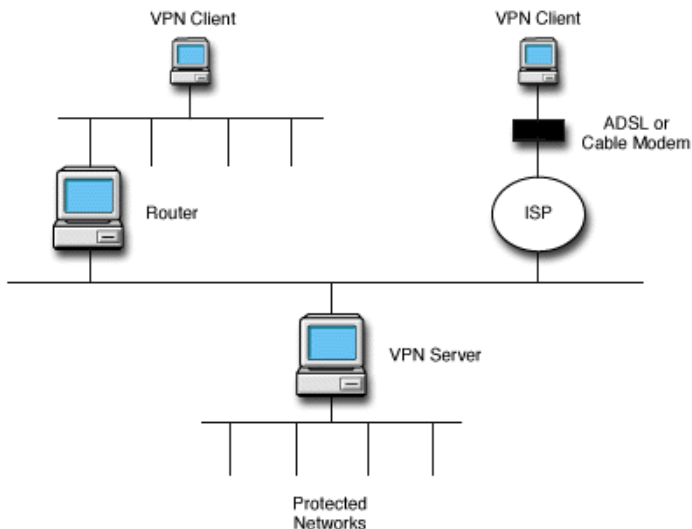 VPN Client
VPN Client
ADSL or
Cable Modem
Router
ISP
VPN Server
Protected
Networks